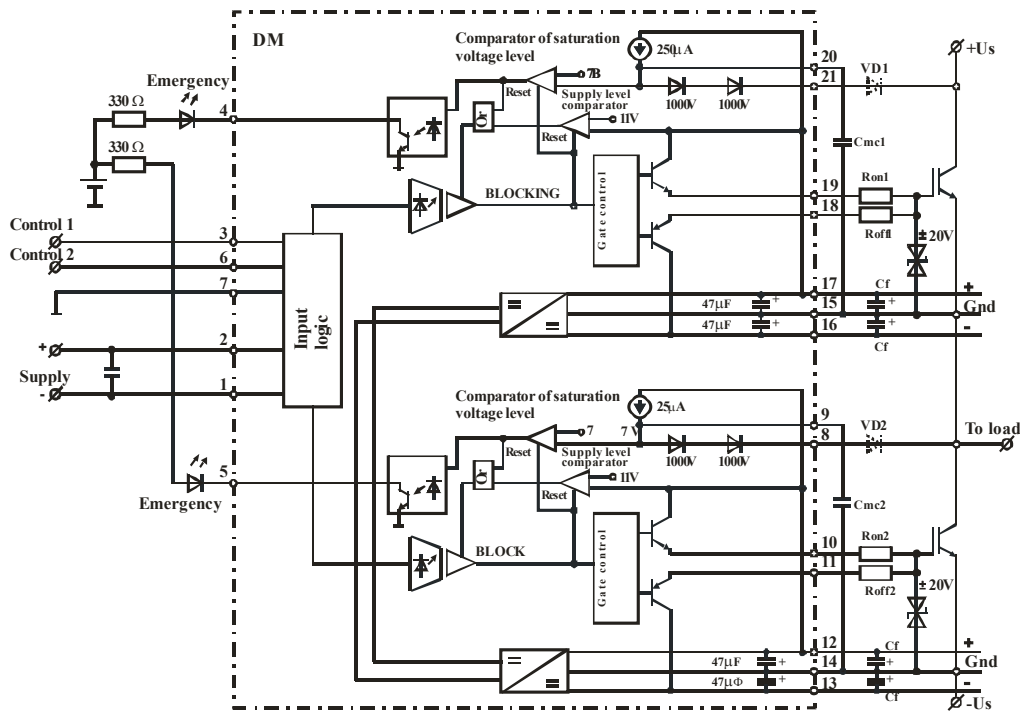 DM
Comparator of saturation
voltage level
250µA
20
+Us
Emergency
7B
21
VD1
Reset
Supply level
comparator
1000V
1000V
330 Ω
4
Or
11V
Reset
Cmc1
330 Ω
BLOCKING
Gate control
19
Ron1
18
Roff1
± 20V
Control 1
3
Control 2
6
7
17
Cf
+
47µF
+
15
+
Gnd
47µF
+
16
+
-
Cf
Input
logic
+
2
Supply
-
1
Comparator of saturation
voltage level
25µA
9
7
7 V
8
VD2
To load
Reset
Supply level
comparator
1000V
1000V
5
Or
11V
Emergency
Reset
Cmc2
BLOCK
Gate control
10
Ron2
11
Roff2
± 20V
12
Cf
+
47µF
+
14
+
Gnd
47µФ
+
13
+
-
Cf
-Us